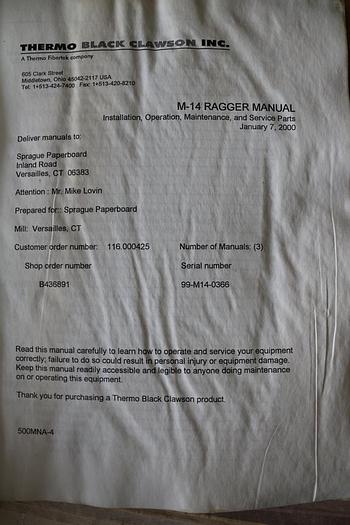 THERMO BLACK CLAWSON INC.
A Thermo Fibertek company
605 Clark Street
Middletown, Ohio 45042-2117 USA
Tel: 1+513-424-7400 Fax: 1+513-420-8210
M-14 RAGGER MANUAL
Installation, Operation, Maintenance, and Service Parts
January 7, 2000
Deliver manuals to:
Sprague Paperboard
Inland Road
Versailles, CT 06383
Attention : Mr. Mike Lovin
Prepared for:: Sprague Paperboard
Mill: Versailles, CT
Customer order number: 116.000425 Number of Manuals: (3)
Shop order number Serial number
B436891 99-M14-0366
Read this manual carefully to learn how to operate and service your equipment
correctly; failure to do so could result in personal injury or equipment damage.
Keep this manual readily accessible and legible to anyone doing maintenance
on or operating this equipment.
Thank you for purchasing a Thermo Black Clawson product.
500MNA-4